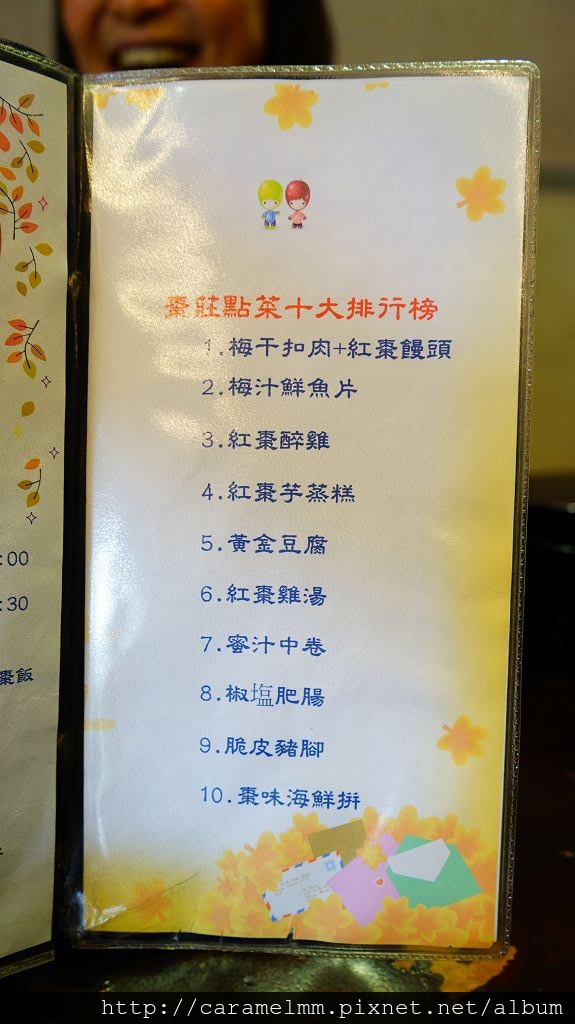 棗莊點菜十大排行榜
1.梅干扣肉+紅棗饅頭
2.梅汁鮮魚片
3.紅棗醉雞
4.紅棗芋蒸糕
5.黃金豆腐
6.紅棗雞湯
7.蜜汁中卷
8.椒塩肥腸
9.脆皮豬腳
10.棗味海鮮拼
:00
:30
棗飯
http://caramelmm.pixnet.net/album